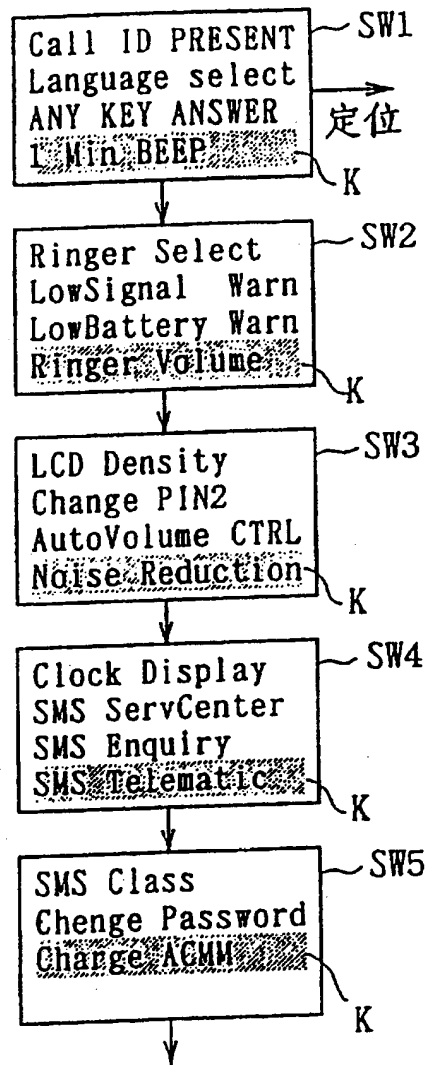 Call ID PRESENT
Language select
ANY KEY ANSWER
1 Min BEEP
SW1
定位
K
Ringer Select
LowSignal Warn
LowBattery Warn
Ringer Volume
SW2
K
LCD Density
Change PIN2
AutoVolume CTRL
Noise Reduction
SW3
K
Clock Display
SMS ServCenter
SMS Enquiry
SMS Telematic
SW4
K
SMS Class
Chenge Password
Charge ACMM
SW5
K